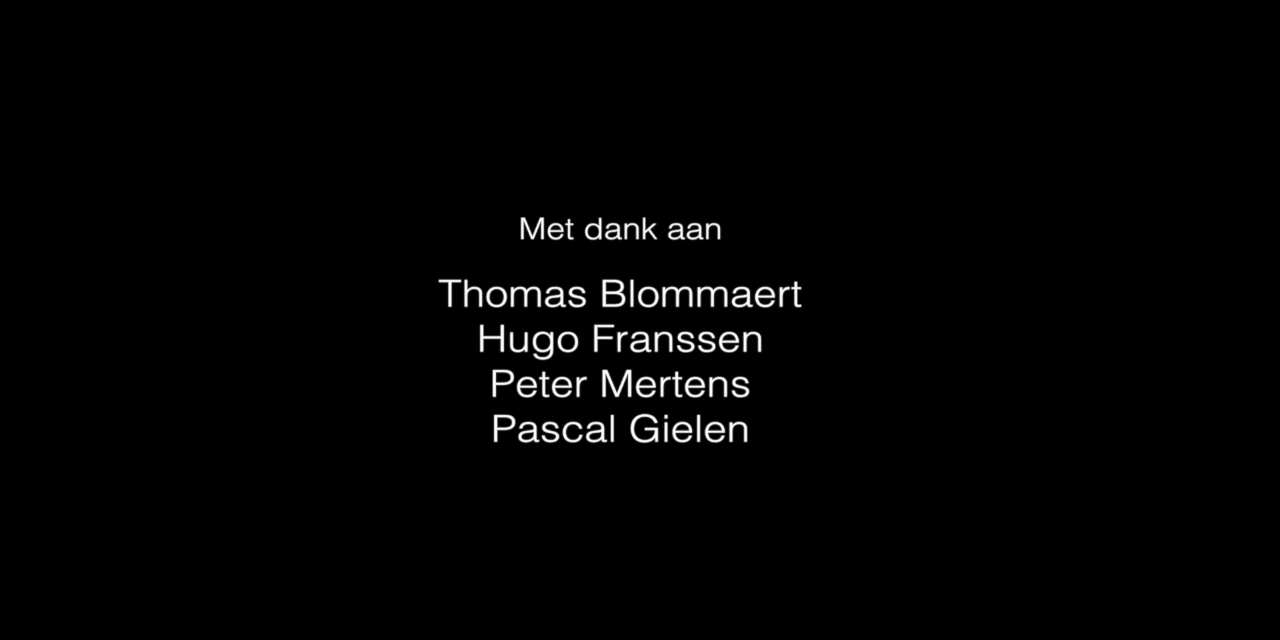 Met dank aan
Thomas Blommaert
Hugo Franssen
Peter Mertens
Pascal Gielen